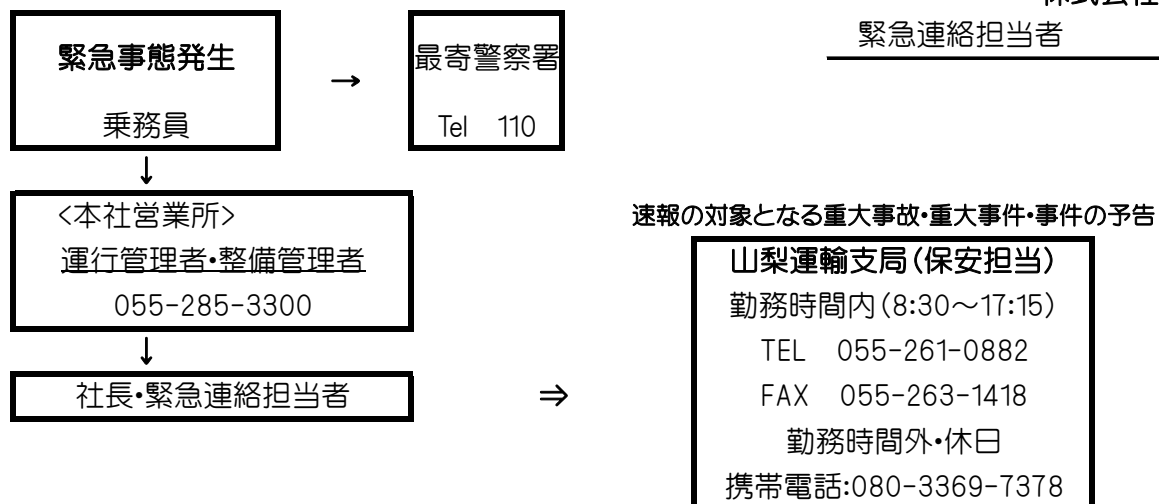 緊急連絡担当者
緊急事態発生
乗務員
→
最寄警察署
Tel 110
↓
<本社営業所>
運行管理者・整備管理者
055-285-3300
↓
社長・緊急連絡担当者
⇒
速報の対象となる重大事故・重大事件・事件の予告
山梨運輸支局(保安担当)
勤務時間内(8:30~17:15)
TEL 055-261-0882
FAX 055-263-1418
勤務時間外・休日
携帯電話:080-3369-7378